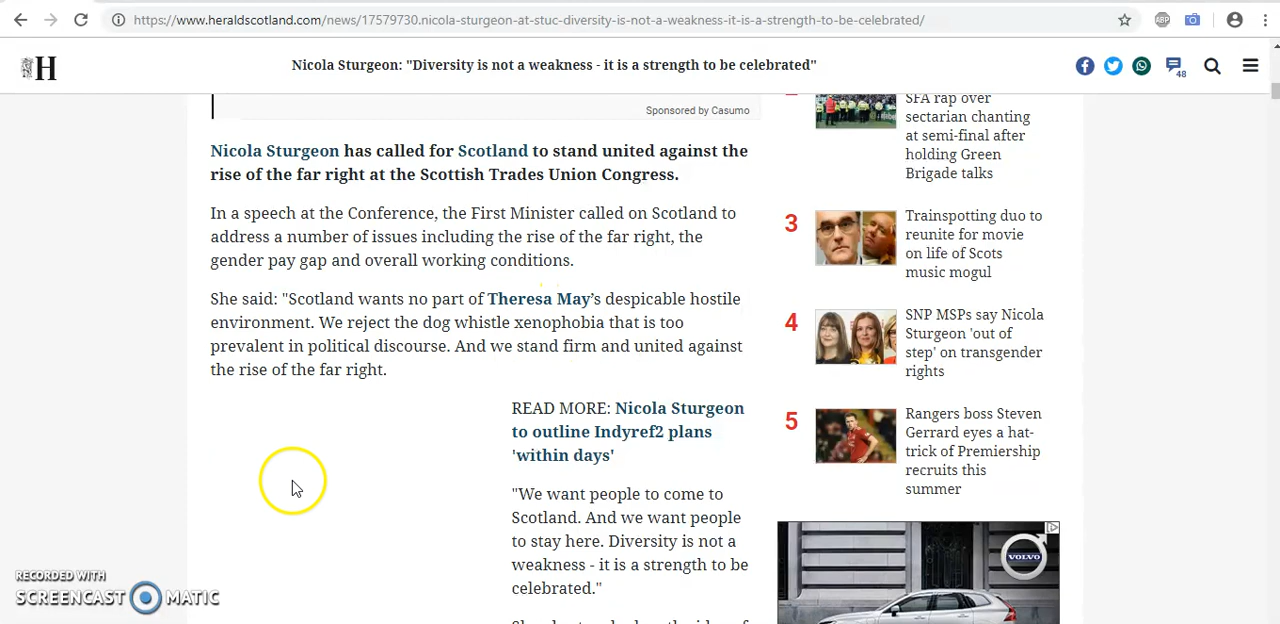 https://www.heraldscotland.com/news/17579730.nicola-sturgeon-at-stuc-diversity-is-not-a-weakness-it-is-a-strength-to-be-celebrated/
ABP
H
Nicola Sturgeon: "Diversity is not a weakness - it is a strength to be celebrated"
48
Sponsored by Casumo
Nicola Sturgeon has called for Scotland to stand united against the
rise of the far right at the Scottish Trades Union Congress.
In a speech at the Conference, the First Minister called on Scotland to
address a number of issues including the rise of the far right, the
gender pay gap and overall working conditions.
She said: "Scotland wants no part of Theresa May's despicable hostile
environment. We reject the dog whistle xenophobia that is too
prevalent in political discourse. And we stand firm and united against
the rise of the far right.
READ MORE: Nicola Sturgeon
to outline Indyref2 plans
'within days'
"We want people to come to
Scotland. And we want people
to stay here. Diversity is not a
weakness - it is a strength to be
celebrated."
SFA rap over
sectarian chanting
at semi-final after
holding Green
Brigade talks
3
Trainspotting duo to
reunite for movie
on life of Scots
music mogul
4
SNP MSPs say Nicola
Sturgeon 'out of
step' on transgender
rights
5
Rangers boss Steven
Gerrard eyes a hat-
trick of Premiership
recruits this
summer
VOLVO
RECORDED WITH
SCREENCAST MATIC